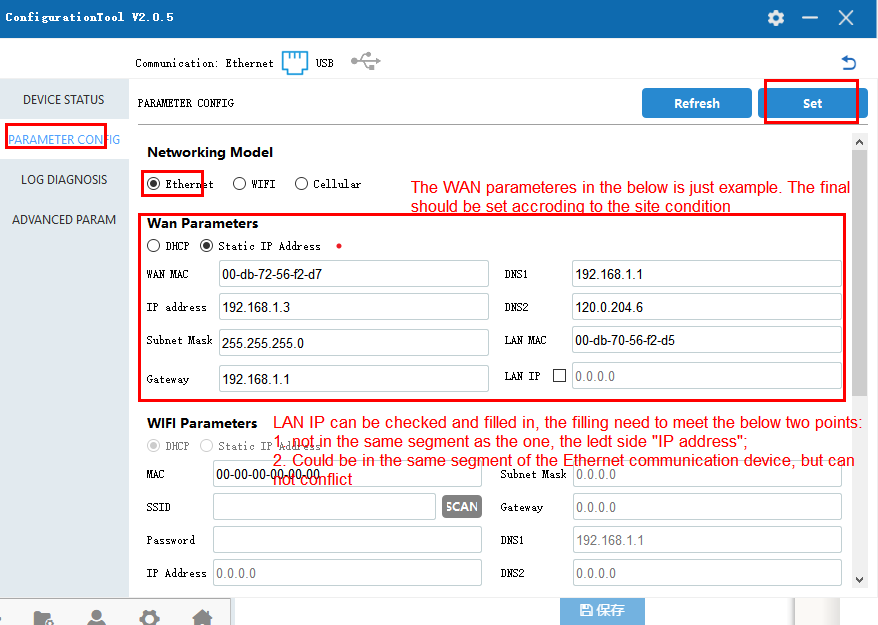 ConfigurationTool V2.0.5
Communication: Ethernet USB
DEVICE STATUS
PARAMETER CONFIG
LOG DIAGNOSIS
ADVANCED PARAM
PARAMETER CONFIG
Refresh
Set
Networking Model
Ethernet WIFI Cellular
The WAN parameteres in the below is just example. The final
should be set accroding to the site condition
Wan Parameters
DHCP Static IP Address
WAN MAC 00-db-72-56-f2-d7 DNS1 192.168.1.1
IP address 192.168.1.3 DNS2 120.0.204.6
Subnet Mask 255.255.255.0 LAN MAC 00-db-70-56-f2-d5
Gateway 192.168.1.1 LAN IP 0.0.0.0
WIFI Parameters
LAN IP can be checked and filled in, the filling need to meet the below two points:
1. not in the same segment as the one, the ledt side "IP address";
2. Could be in the same segment of the Ethernet communication device, but can
not conflict
DHCP Static IP Address
MAC 00-00-00-00-00-00 Subnet Mask 0.0.0.0
SSID SCAN Gateway 0.0.0.0
Password DNS1 192.168.1.1
IP Address 0.0.0.0 DNS2 0.0.0.0
保存